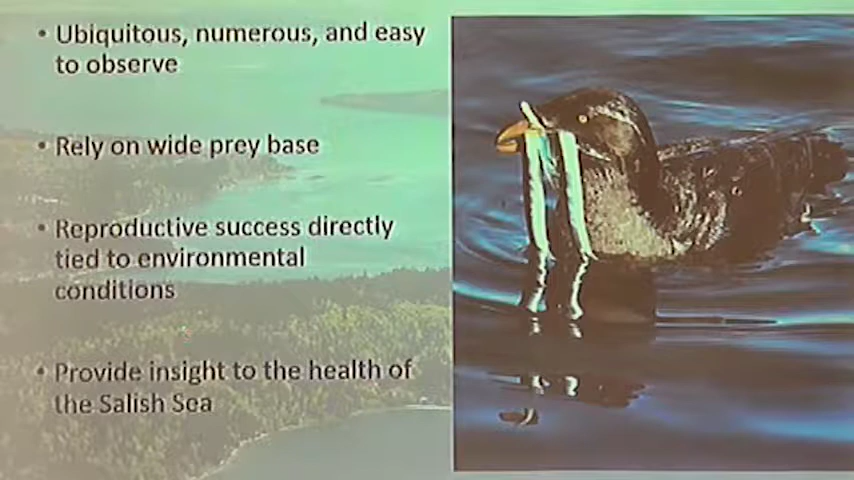 • Ubiquitous, numerous, and easy
to observe
• Rely on wide prey base
• Reproductive success directly
tied to environmental
conditions
• Provide insight to the health of
the Salish Sea